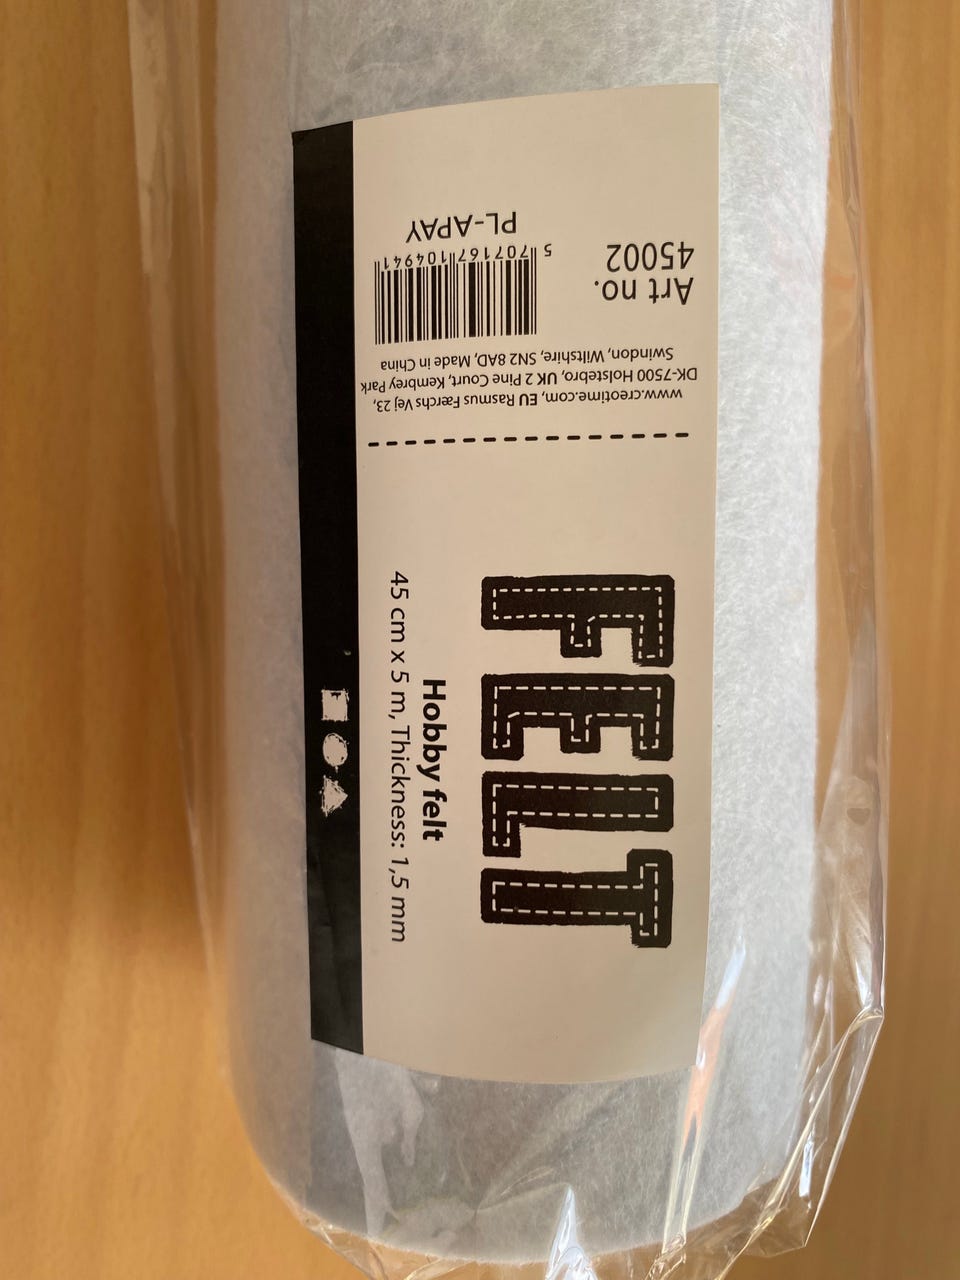 FELT
Hobby felt
45 cm x 5 m, Thickness: 1,5 mm
www.creotime.com, EU Rasmus Færchs Vej 23,
DK-7500 Holstebro, UK 2 Pine Court, Kembrey Park
Swindon, Wiltshire, SN2 8AD, Made in China
Art no.
45002
5 707167 104941
PL-APAY